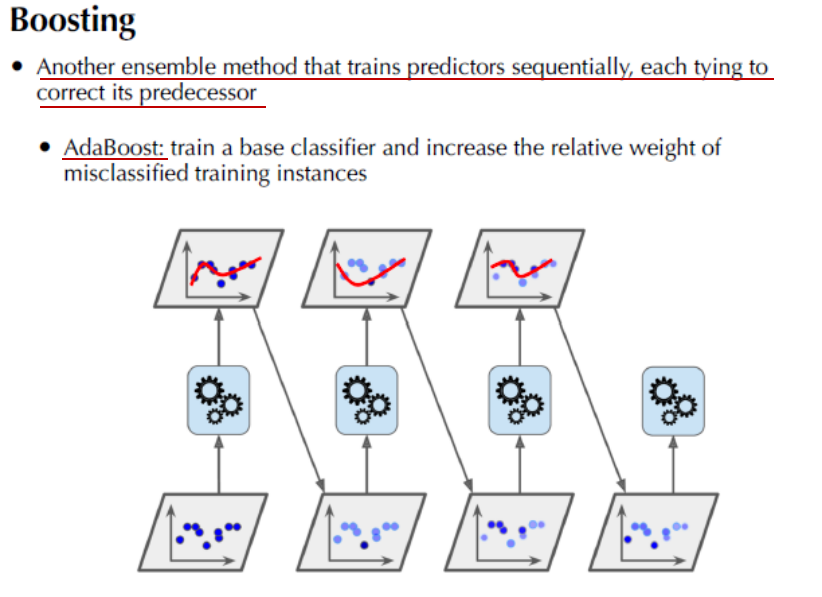 Boosting
• Another ensemble method that trains predictors sequentially, each tying to
correct its predecessor
• AdaBoost: train a base classifier and increase the relative weight of
misclassified training instances